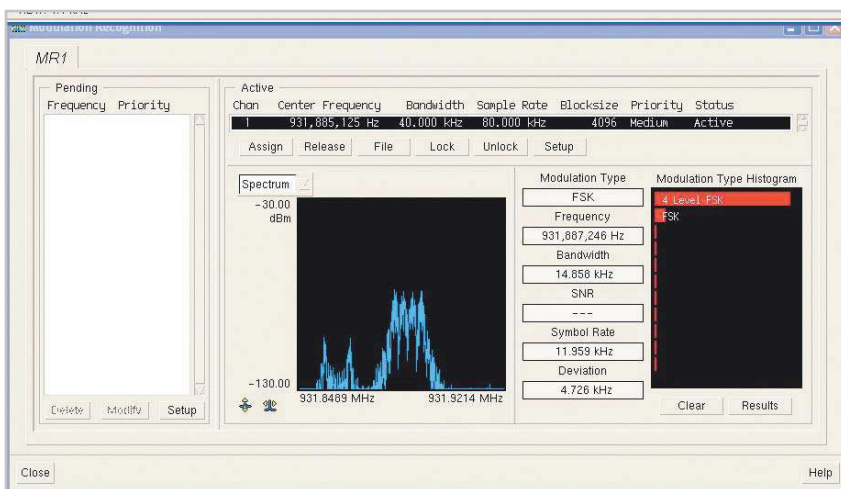 Modulation Recognition
MR1
Pending
Frequency Priority
Delete Modify Setup
Active
Chan Center Frequency Bandwidth Sample Rate Blocksize Priority Status
1 931,885,125 Hz 40.000 kHz 80.000 kHz 4096 Medium Active
Assign Release File Lock Unlock Setup
Spectrum
-30.00
dBm
-130.00
931.8489 MHz 931.9214 MHz
Modulation Type
FSK
Frequency
931,887,246 Hz
Bandwidth
14.858 kHz
SNR
---
Symbol Rate
11.959 kHz
Deviation
4.726 kHz
Modulation Type Histogram
4 Level FSK
FSK
Clear Results
Close Help